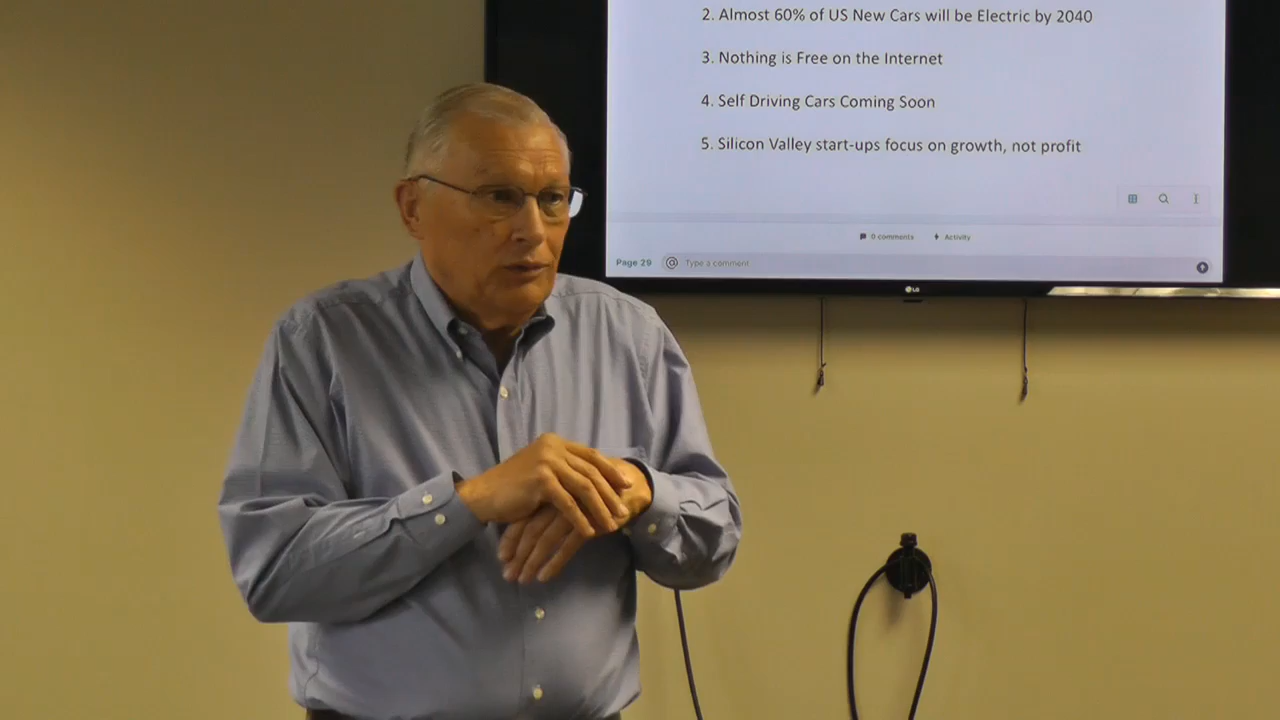 2. Almost 60% of US New Cars will be Electric by 2040
3. Nothing is Free on the Internet
4. Self Driving Cars Coming Soon
5. Silicon Valley start-ups focus on growth, not profit
0 comments Activity
Page 29 @ Type a comment
LG